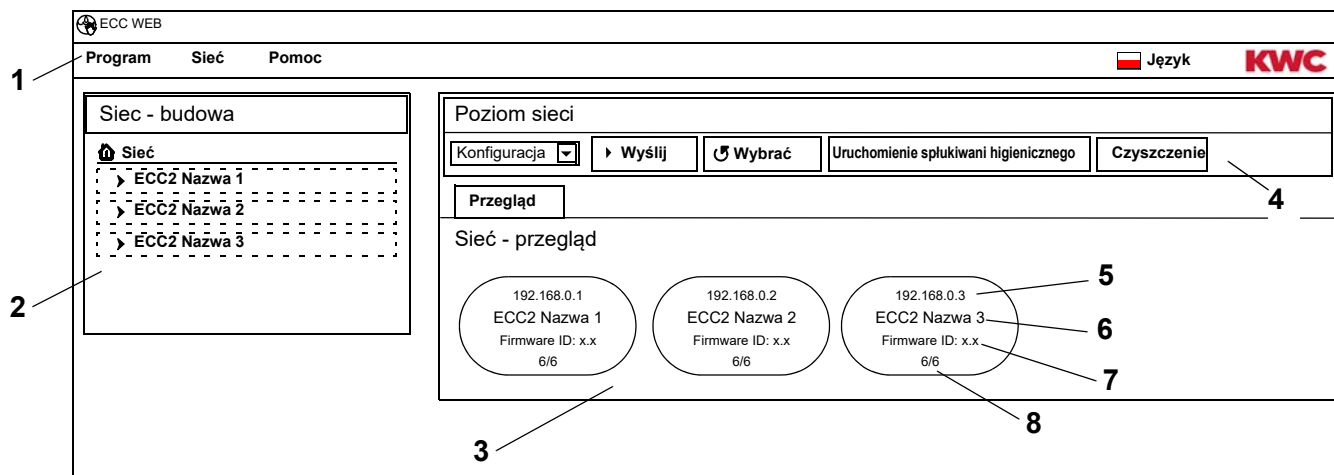 ECC WEB
Program Sieć Pomoc Język KWC
1
Siec - budowa
Sieć
ECC2 Nazwa 1
ECC2 Nazwa 2
ECC2 Nazwa 3
2
Poziom sieci
Konfiguracja Wyślij Wybrać Uruchomienie spłukiwani higienicznego Czyszczenie
4
Przegląd
Sieć - przegląd
192.168.0.1
ECC2 Nazwa 1
Firmware ID: x.x
6/6
192.168.0.2
ECC2 Nazwa 2
Firmware ID: x.x
6/6
192.168.0.3
ECC2 Nazwa 3
Firmware ID: x.x
6/6
5
6
7
8
3